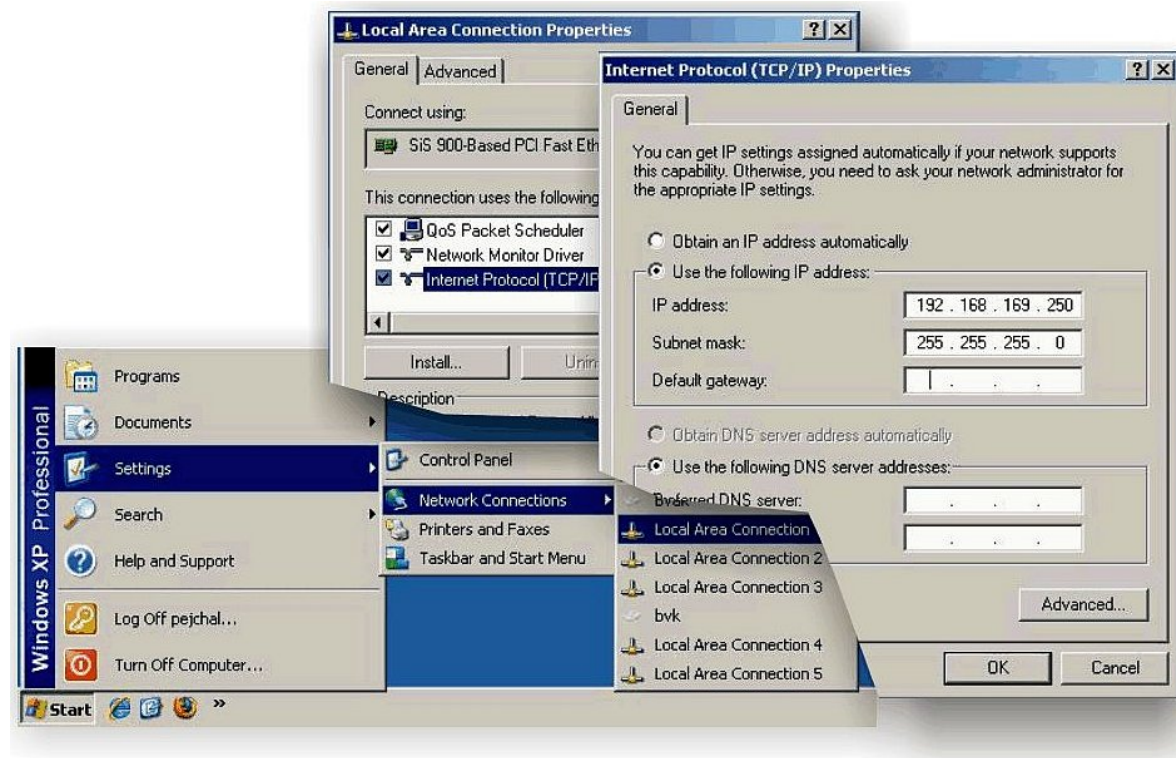 Local Area Connection Properties
General
Advanced
Connect using:
SiS 900-Based PCI Fast Eth
This connection uses the following
QoS Packet Scheduler
Network Monitor Driver
Internet Protocol (TCP/IP
Install...
Unin
Description
Internet Protocol (TCP/IP) Properties
General
You can get IP settings assigned automatically if your network supports
this capability. Otherwise, you need to ask your network administrator for
the appropriate IP settings.
Obtain an IP address automatically
Use the following IP address:
IP address:
192 . 168 . 169 . 250
Subnet mask:
255 . 255 . 255 . 0
Default gateway:
Obtain DNS server address automatically
Use the following DNS server addresses:
DNS server:
Advanced...
OK
Cancel
Windows XP Professional
Programs
Documents
Settings
Search
Help and Support
Log Off pejchal...
Turn Off Computer...
Control Panel
Network Connections
Printers and Faxes
Taskbar and Start Menu
Local Area Connection
Local Area Connection 2
Local Area Connection 3
bvk
Local Area Connection 4
Local Area Connection 5
Start